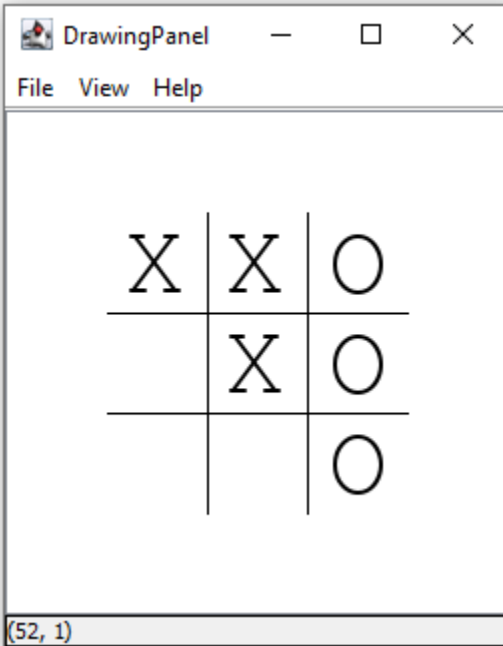 DrawingPanel
File View Help
X X O
X O
O
(52, 1)